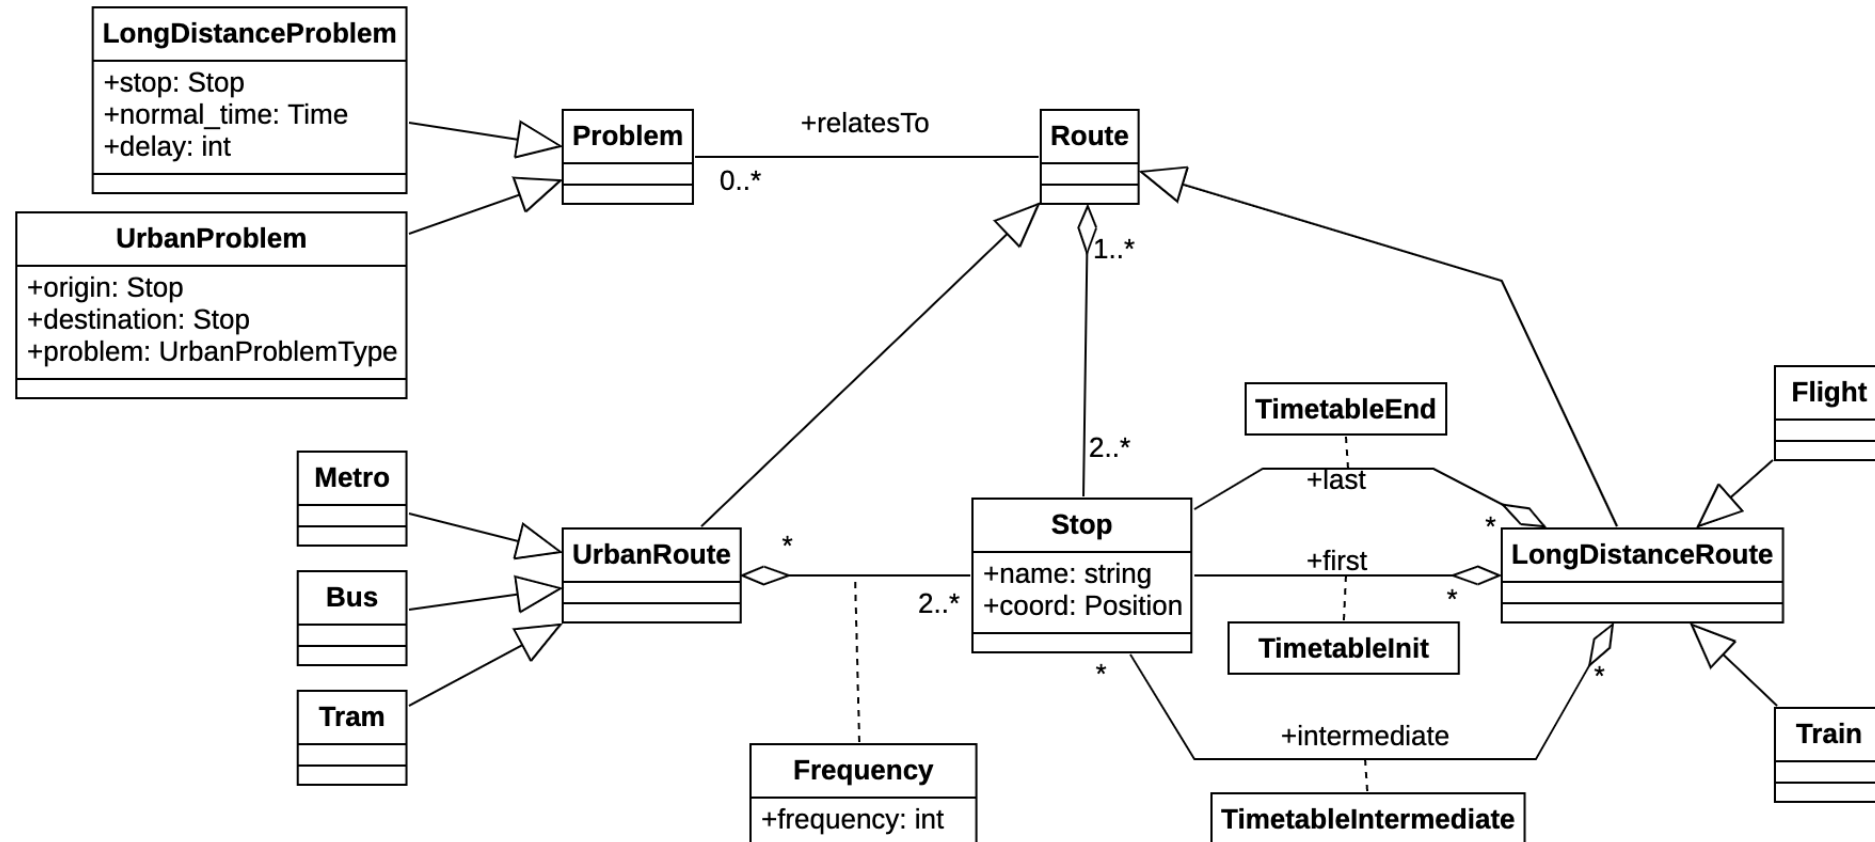 LongDistanceProblem
+stop: Stop
+normal_time: Time
+delay: int
Problem
+relatesTo
0..*
Route
1..*
UrbanProblem
+origin: Stop
+destination: Stop
+problem: UrbanProblemType
2..*
TimetableEnd
+last
*
Flight
Metro
Bus
Tram
UrbanRoute
*
2..*
Stop
+name: string
+coord: Position
*
+first
*
TimetableInit
LongDistanceRoute
*
+intermediate
Train
Frequency
+frequency: int
TimetableIntermediate